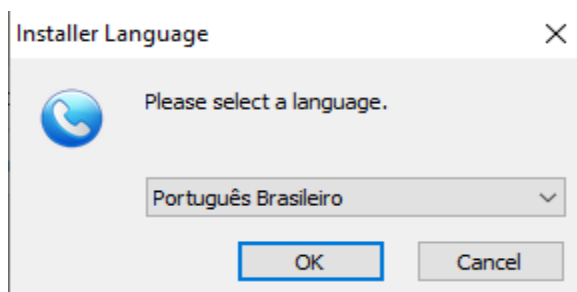 Installer Language
Please select a language.
Português Brasileiro
OK Cancel